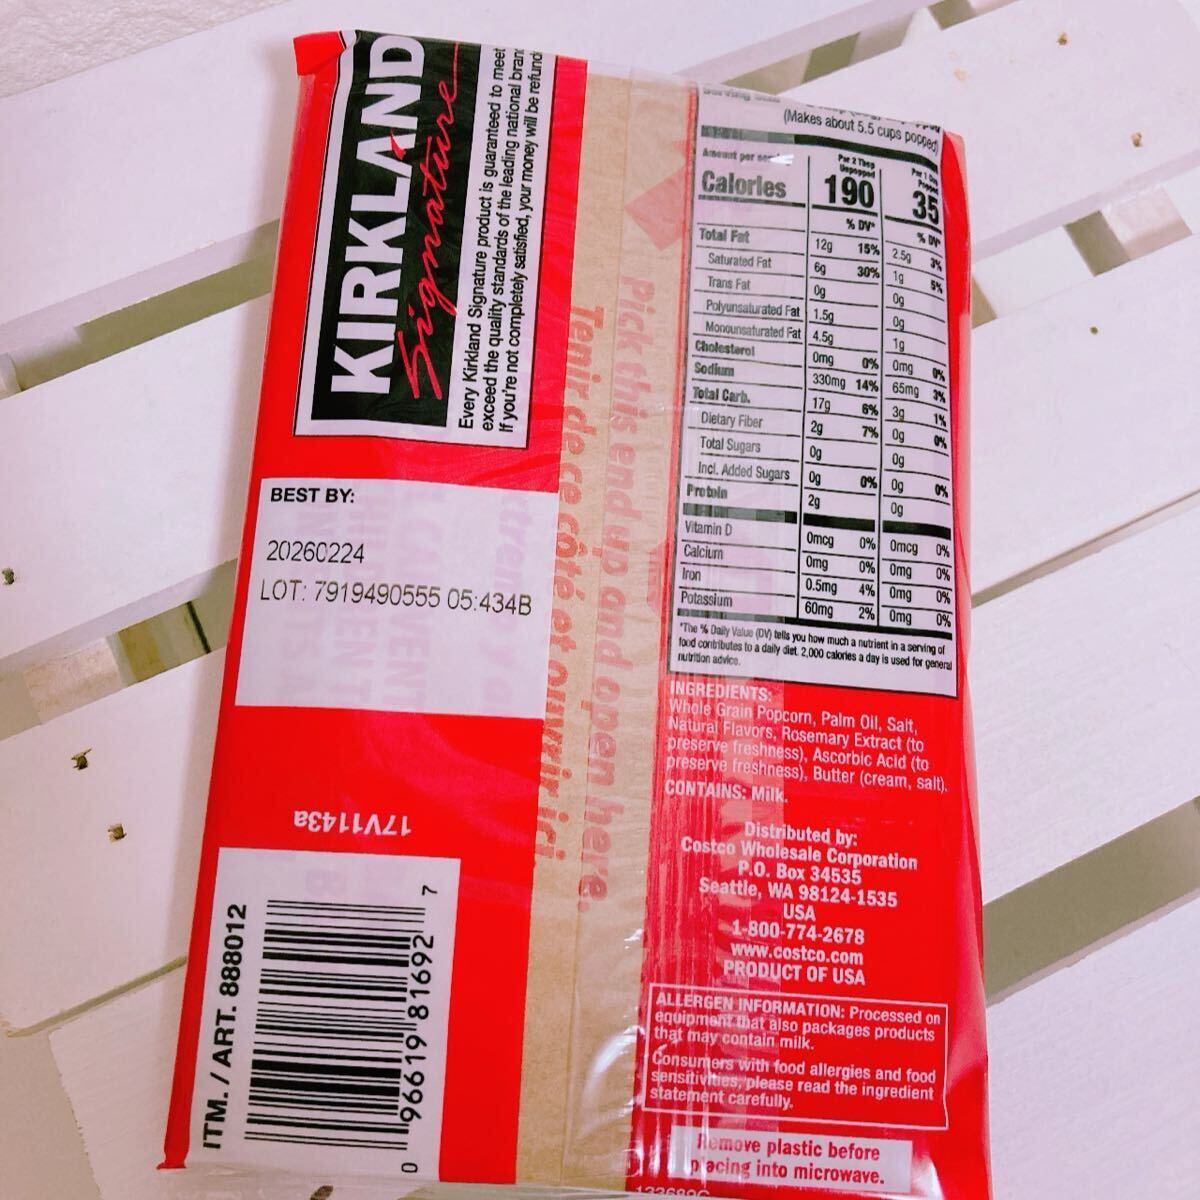 KIRKLAND
Signature
Every Kirkland Signature product is guaranteed to meet
exceed the quality standards of the leading national brand
If you're not completely satisfied, your money will be refund
BEST BY:
20260224
LOT: 7919490555 05:434B
17V1143a
ITM. / ART. 888012
0 96619 81692 7
Pick this end up and open here.
Tenir de ce côté et ouvrir ici.
(Makes about 5.5 cups popped)
Amount per
Per 2 Tbsp Unpopped
Per 1
Popped
Calories 190 35
% DV* % DV*
Total Fat 12g 15% 2.5g 3%
Saturated Fat 6g 30% 1g 5%
Trans Fat 0g 0g
Polyunsaturated Fat 1.5g 0g
Monounsaturated Fat 4.5g 1g
Cholesterol 0mg 0% 0mg 0%
Sodium 330mg 14% 65mg 3%
Total Carb. 17g 6% 3g 1%
Dietary Fiber 2g 7% 0g 0%
Total Sugars 0g 0g
Incl. Added Sugars 0g 0% 0g 0%
Protein 2g 0g
Vitamin D 0mcg 0% 0mcg 0%
Calcium 0mg 0% 0mg 0%
Iron 0.5mg 4% 0mg 0%
Potassium 60mg 2% 0mg 0%
*The % Daily Value (DV) tells you how much a nutrient in a serving of
food contributes to a daily diet. 2,000 calories a day is used for general
nutrition advice.
INGREDIENTS:
Whole Grain Popcorn, Palm Oil, Salt,
Natural Flavors, Rosemary Extract (to
preserve freshness), Ascorbic Acid (to
preserve freshness), Butter (cream, salt).
CONTAINS: Milk.
Distributed by:
Costco Wholesale Corporation
P.O. Box 34535
Seattle, WA 98124-1535
USA
1-800-774-2678
www.costco.com
PRODUCT OF USA
ALLERGEN INFORMATION: Processed on
equipment that also packages products
that may contain milk.
Consumers with food allergies and food
sensitivities, please read the ingredient
statement carefully.
Remove plastic before
placing into microwave.